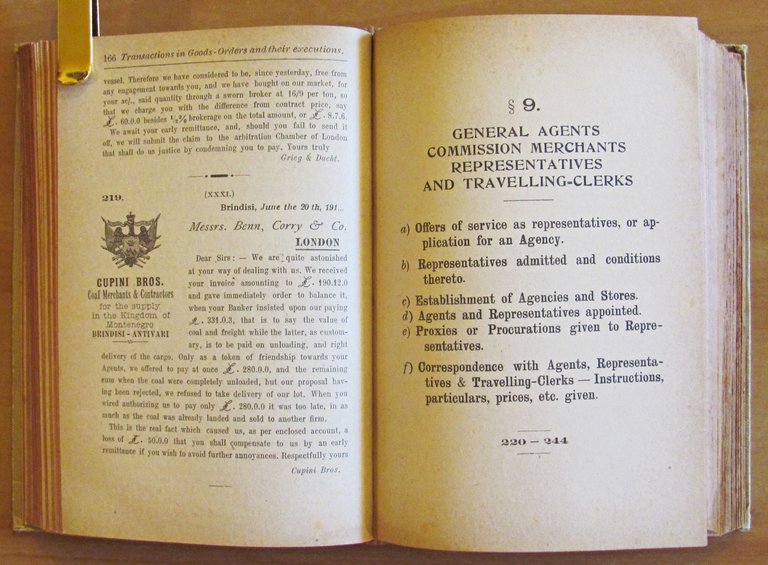 166 Transactions in Goods - Orders and their executions.
vessel. Therefore we have considered to be, since yesterday, free from
any engagement towards you, and we have bought on our market, for
your ac/., said quantity through a sworn broker at 16/9 per ton, so
that we charge you with the difference from contract price, say
£. 60.0.0 besides ½% brokerage on the total amount, or £. 8.7.6.
We await your early remittance, and, should you fail to send it
off, we will submit the claim to the arbitration Chamber of London
that shall do us justice by condemning you to pay. Yours truly
Grieg & Dacht.
219.
(XXXI.)
Brindisi, June the 20 th, 191...
Messrs. Benn, Corry & Co.
LONDON
CUPINI BROS.
Coal Merchants & Contractors
for the supply
in the Kingdom of
Montenegro
BRINDISI - ANTIVARI
Dear Sirs: — We are quite astonished
at your way of dealing with us. We received
your invoice amounting to £. 190.12.0
and gave immediately order to balance it,
when your Banker insisted upon our paying
£. 331.0.3, that is to say the value of
coal and freight while the latter, as custom-
ary, is to be paid on unloading, and right
delivery of the cargo. Only as a token of friendship towards your
Agents, we offered to pay at once £. 280.0.0, and the remaining
sum when the coal were completely unloaded, but our proposal hav-
ing been rejected, we refused to take delivery of our lot. When you
wired authorizing us to pay only £. 280.0.0 it was too late, in as
much as the coal was already landed and sold to another firm.
This is the real fact which caused us, as per enclosed account, a
loss of £. 50.0.0 that you shall compensate to us by an early
remittance if you wish to avoid further annoyances. Respectfully yours
Cupini Bros.
§ 9.
GENERAL AGENTS
COMMISSION MERCHANTS
REPRESENTATIVES
AND TRAVELLING-CLERKS
a) Offers of service as representatives, or ap-
plication for an Agency.
b) Representatives admitted and conditions
thereto.
c) Establishment of Agencies and Stores.
d) Agents and Representatives appointed.
e) Proxies or Procurations given to Repre-
sentatives.
f) Correspondence with Agents, Representa-
tives & Travelling-Clerks — Instructions,
particulars, prices, etc. given.
220 - 244